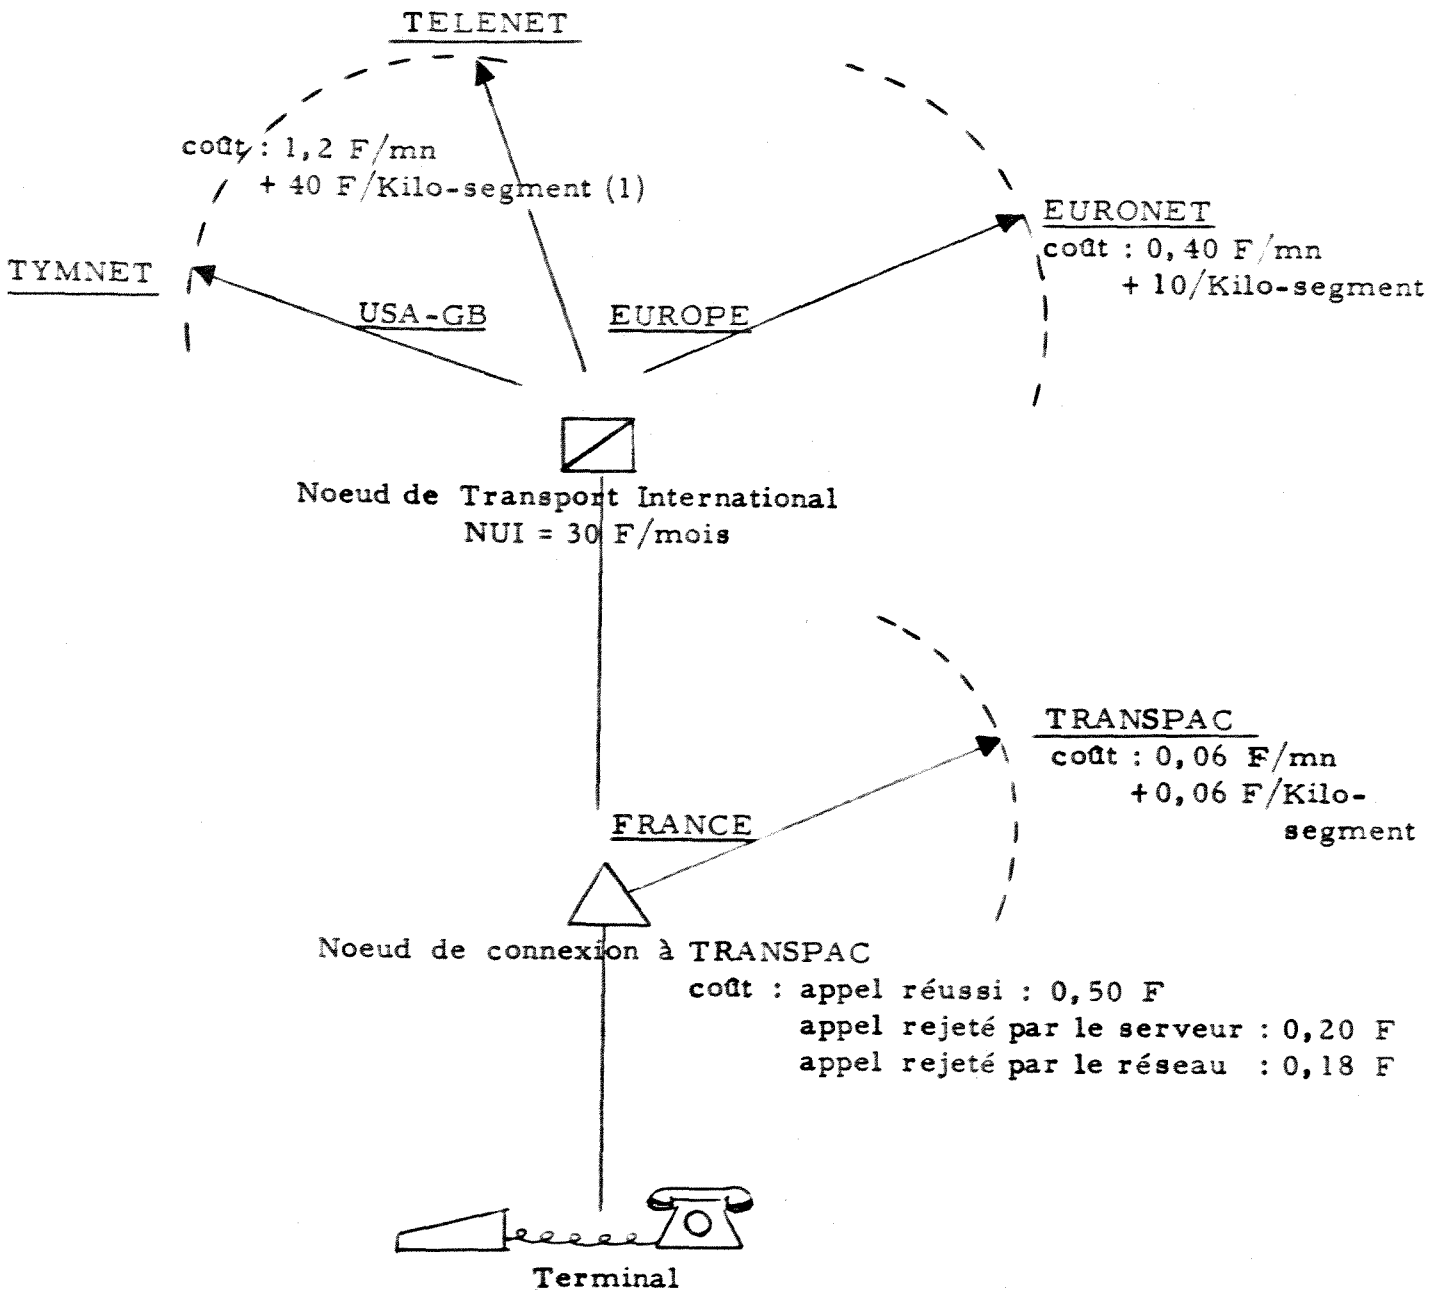 TELENET
coût : 1,2 F/mn
+ 40 F/Kilo-segment (1)
TYMNET
USA-GB
EUROPE
EURONET
coût : 0,40 F/mn
+ 10/Kilo-segment
Noeud de Transport International
NUI = 30 F/mois
TRANSPAC
coût : 0,06 F/mn
+0,06 F/Kilo-
segment
FRANCE
Noeud de connexion à TRANSPAC
coût : appel réussi : 0,50 F
appel rejeté par le serveur : 0,20 F
appel rejeté par le réseau : 0,18 F
Terminal